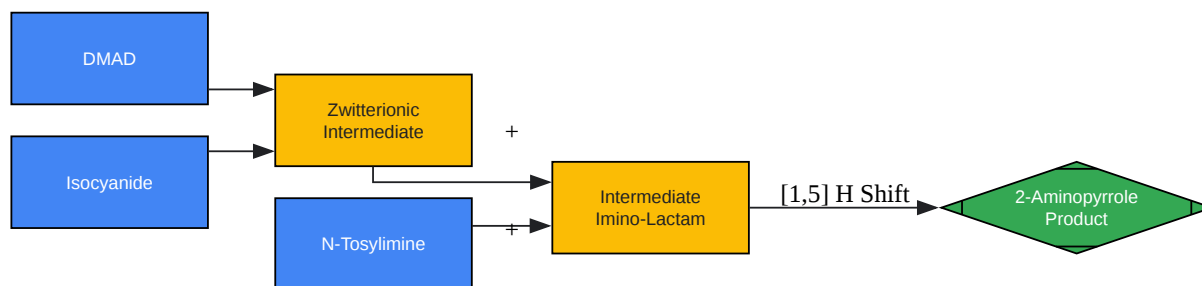 DMAD
Isocyanide
Zwitterionic
Intermediate
+
N-Tosylimine
+
Intermediate
Imino-Lactam
[1,5] H Shift
2-Aminopyrrole
Product